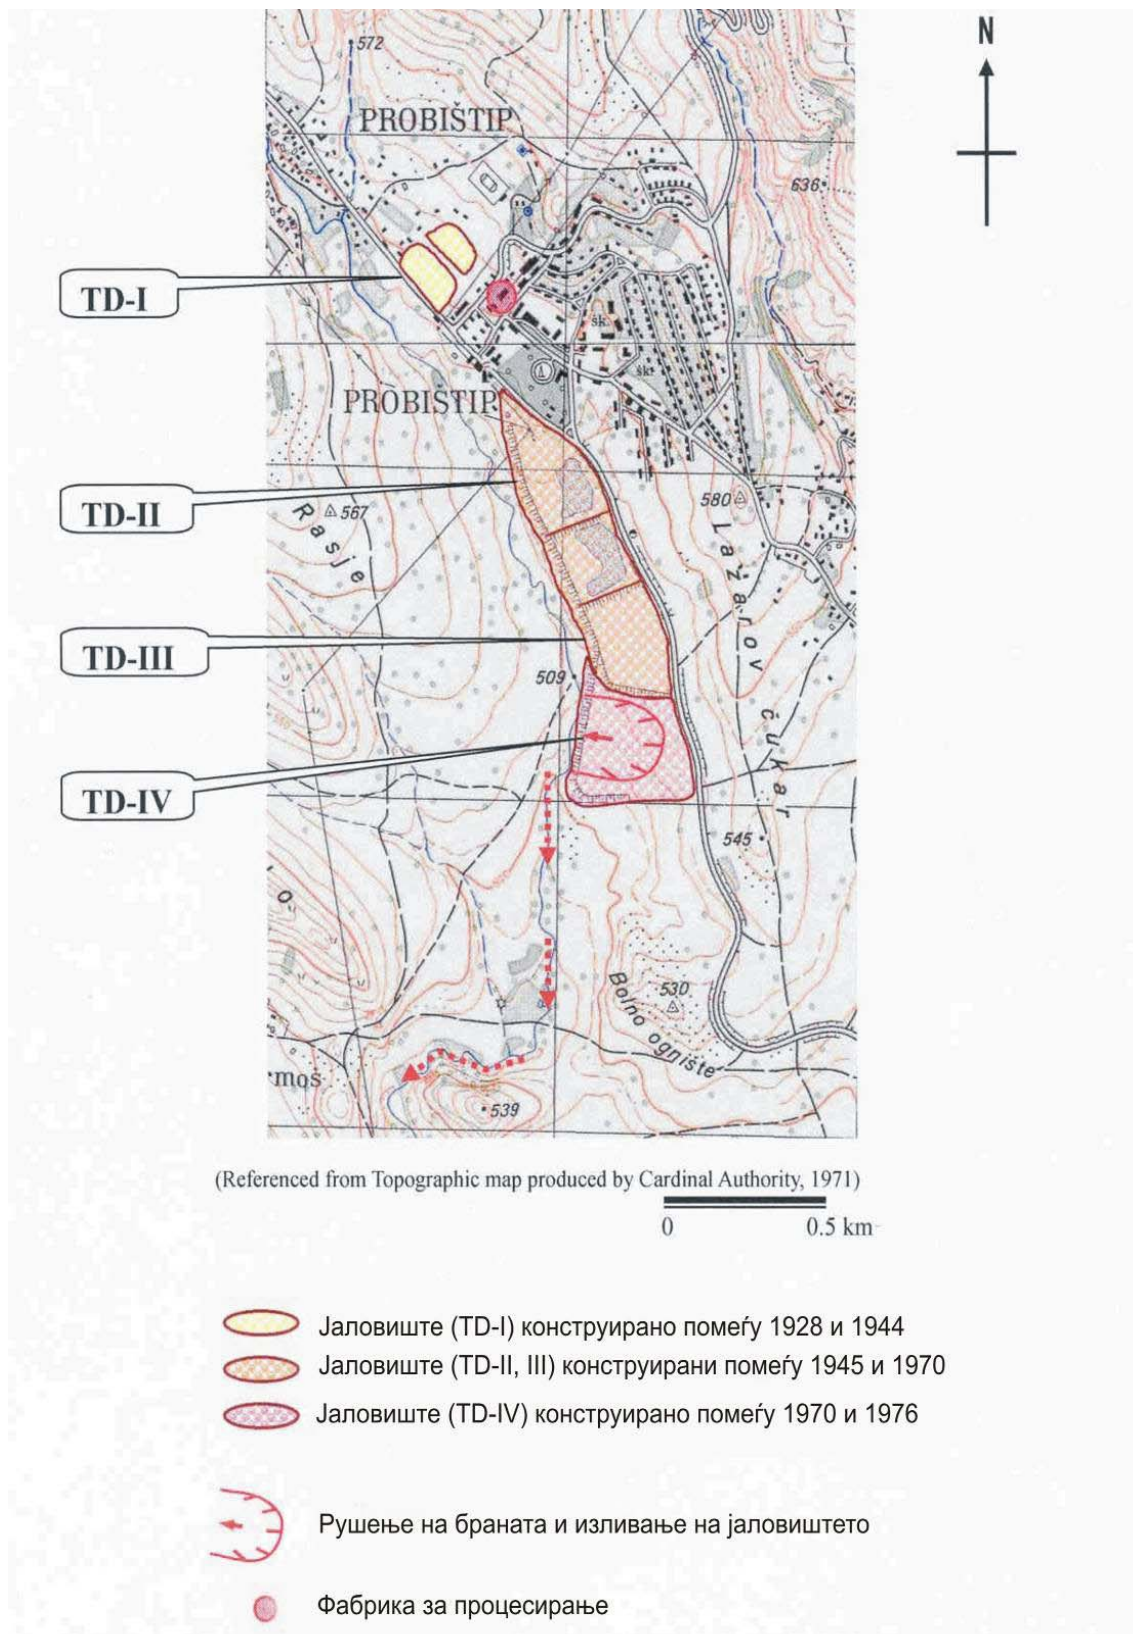 N
572
PROBIŠTIP
636
TD-I
šk.
šk.
PROBIŠTIP
TD-II
567
Rasje
580
Lazarov čukar
TD-III
509
TD-IV
545
Bolno ognište
530
moš
539
(Referenced from Topographic map produced by Cardinal Authority, 1971)
0 0.5 km
Јаловиште (TD-I) конструирано помеѓу 1928 и 1944
Јаловиште (TD-II, III) конструирани помеѓу 1945 и 1970
Јаловиште (TD-IV) конструирано помеѓу 1970 и 1976
Рушење на браната и изливање на јаловиштето
Фабрика за процесирање